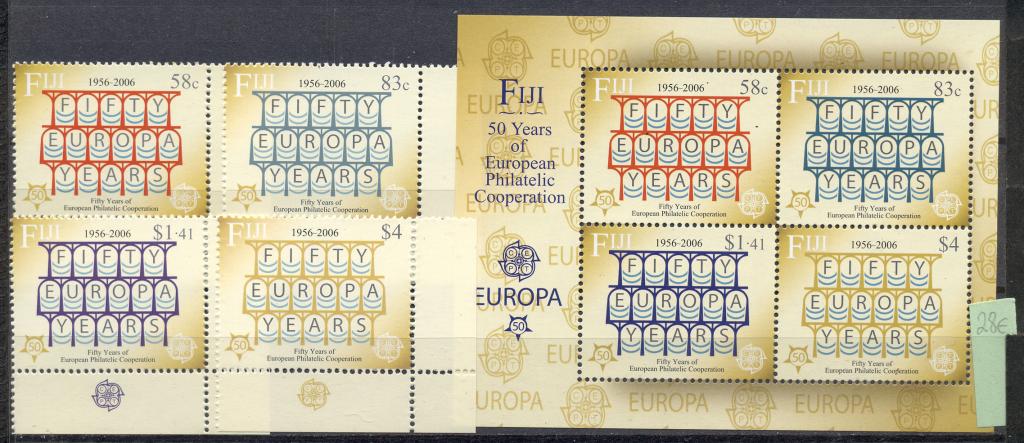 FIJI 1956-2006 58c
FIFTY
EUROPA
YEARS
Fifty Years of
European Philatelic Cooperation
FIJI 1956-2006 83c
FIFTY
EUROPA
YEARS
Fifty Years of
European Philatelic Cooperation
FIJI 1956-2006 $1·41
FIFTY
EUROPA
YEARS
50
Fifty Years of
European Philatelic Cooperation
FIJI 1956-2006 $4
FIFTY
EUROPA
YEARS
50
Fifty Years of
European Philatelic Cooperation
EUROPA EUROPA
FIJI
50 Years
of
European
Philatelic
Cooperation
CEPT
EUROPA
50
FIJI 1956-2006 58c
FIFTY
EUROPA
YEARS
50
Fifty Years of
European Philatelic Cooperation
FIJI 1956-2006 83c
FIFTY
EUROPA
YEARS
50
Fifty Years of
European Philatelic Cooperation
FIJI 1956-2006 $1·41
FIFTY
EUROPA
YEARS
50
Fifty Years of
European Philatelic Cooperation
FIJI 1956-2006 $4
FIFTY
EUROPA
YEARS
50
Fifty Years of
European Philatelic Cooperation
EUROPA EUROPA EUROPA
28€